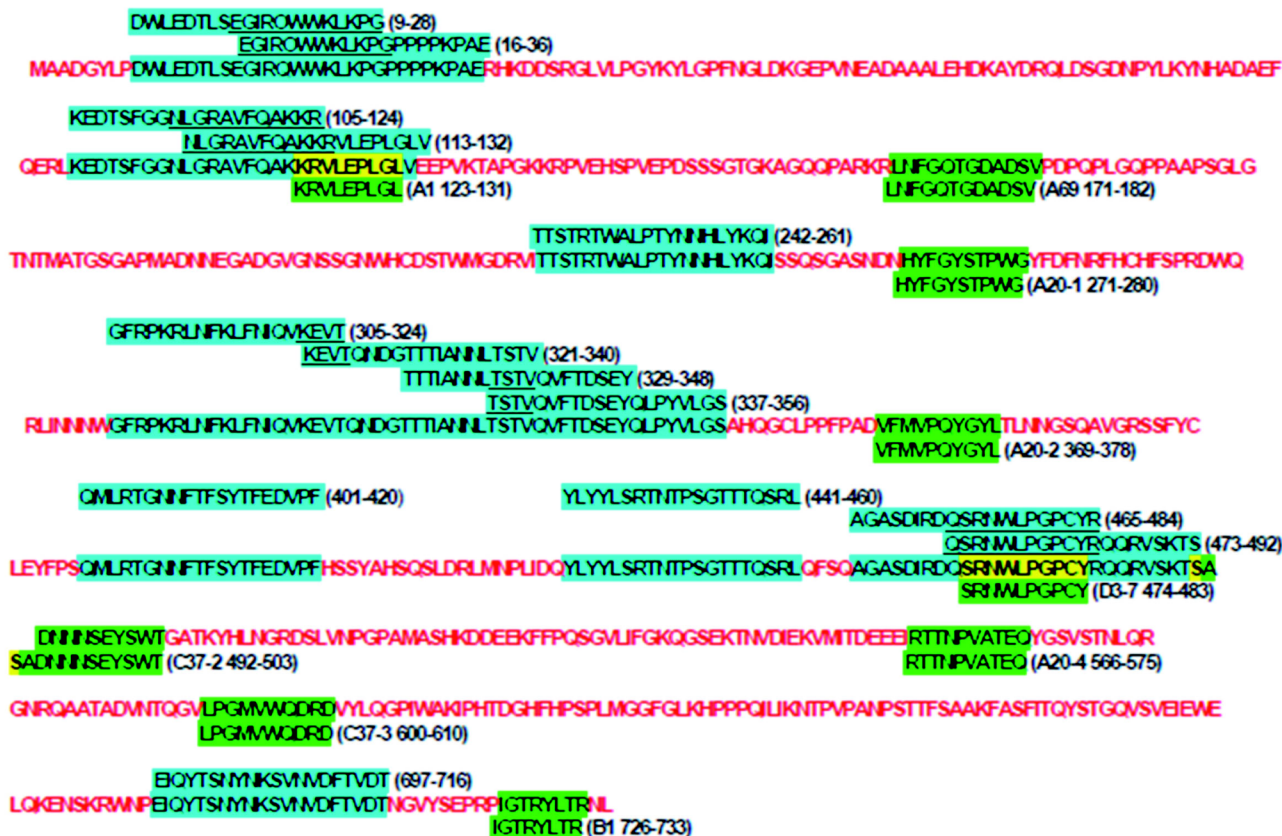 DWLEDTLSEGIRQWWKLKPG (9-28)
EGIRQWWKLKPGPPPPKPAE (16-36)
MAADGYLPDWLEDTLSEGIRQWWKLKPGPPPPKPAERHKDDSRGLVLPGYKYLGPFNGLDKGEPVNEADAAALEHDKAYDRQLDSGDNPYLKYNHADAEF
KEDTSFGGNLGRAVFQAKKR (105-124)
NLGRAVFQAKKRVLEPLGLV (113-132)
QERLKEDTSFGGNLGRAVFQAKKRVLEPLGLVEEPVKTAPGKKRPVEHSPVEPDSSSGTGKAGQQPARKRLNFGQTGDADSVPDPQPLGQPPAAPSGLG
KRVLEPLGL (A1 123-131)
LNFGQTGDADSV (A69 171-182)
TTSTRTWALPTYNNHLYKQI (242-261)
TNTMATGSGAPMADNNEGADGVGNSSGNWHCDSTWMGDRVITTSTRTWALPTYNNHLYKQISSQSGASNDNHYFGYSTPWGYFDFNRFHCHFSPRDWQ
HYFGYSTPWG (A20-1 271-280)
GFRPKRLNFKLFNIQVKEVT (305-324)
KEVTQNDGTTTIANNLTSTV (321-340)
TTTIANNLTSTVQVFTDSEY (329-348)
TSTVQVFTDSEYQLPYVLGS (337-356)
RLINNNWGFRPKRLNFKLFNIQVKEVTQNDGTTTIANNLTSTVQVFTDSEYQLPYVLGSAHQGCLPPFPADVFMVPQYGYLTLNNGSQAVGRSSFYC
VFMVPQYGYL (A20-2 369-378)
QMLRTGNNFTFSYTFEDVPF (401-420) YLYYLSRTNTPSGTTTQSRL (441-460)
AGASDIRDQSRNWLPGPCYR (465-484)
QSRNWLPGPCYRQQRVSKTS (473-492)
LEYFPSQMLRTGNNFTFSYTFEDVPFHSSYAHSQSLDRLMNPLIDQYLYYLSRTNTPSGTTTQSRLQFSQAGASDIRDQSRNWLPGPCYRQQRVSKTSA
SRNWLPGPCY (D3-7 474-483)
DNNNSEYSWTGATKYHLNGRDSLVNPGPAMASHKDDEEKFFPQSGVLIFGKQGSEKTNVDIEKVMITDEEEIRTTNPVATEQYGSVSTNLQR
SADNNNSEYSWT (C37-2 492-503)
RTTNPVATEQ (A20-4 566-575)
GNRQAATADVNTQGVLPGMVWQDRDVYLQGPIWAKIPHTDGHFHPSPLMGGFGLKHPPPQILIKNTPVPANPSTTFSAAKFASFITQYSTGQVSVEIEWE
LPGMVWQDRD (C37-3 600-610)
EIQYTSNYNKSVNVDFTVDT (697-716)
LQKENSKRWNPEIQYTSNYNKSVNVDFTVDTNGVYSEPRPIGTRYLTRNL
IGTRYLTR (B1 726-733)